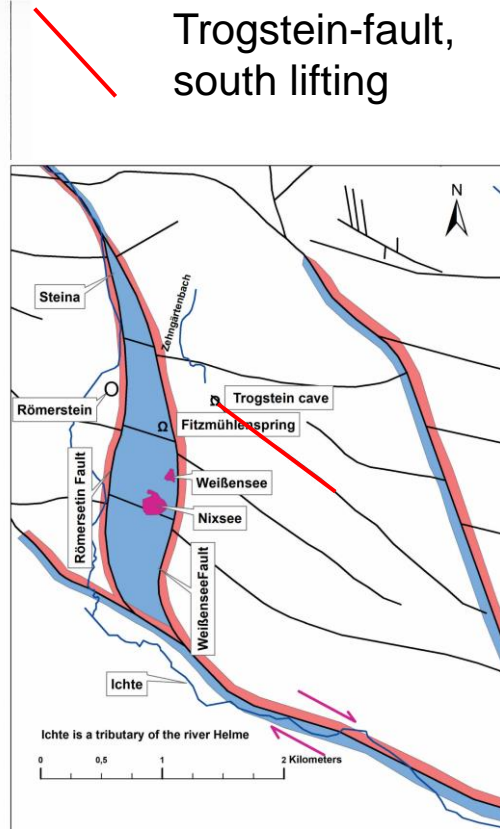 Trogstein-fault,
south lifting
N
Steina
Zehngärtenbach
Trogstein cave
Römerstein
Fitzmühlenspring
Ω
Weißensee
Nixsee
Römersetin Fault
WeißenseeFault
Ichte
Ichte is a tributary of the river Helme
0 0,5 1 2 Kilometers